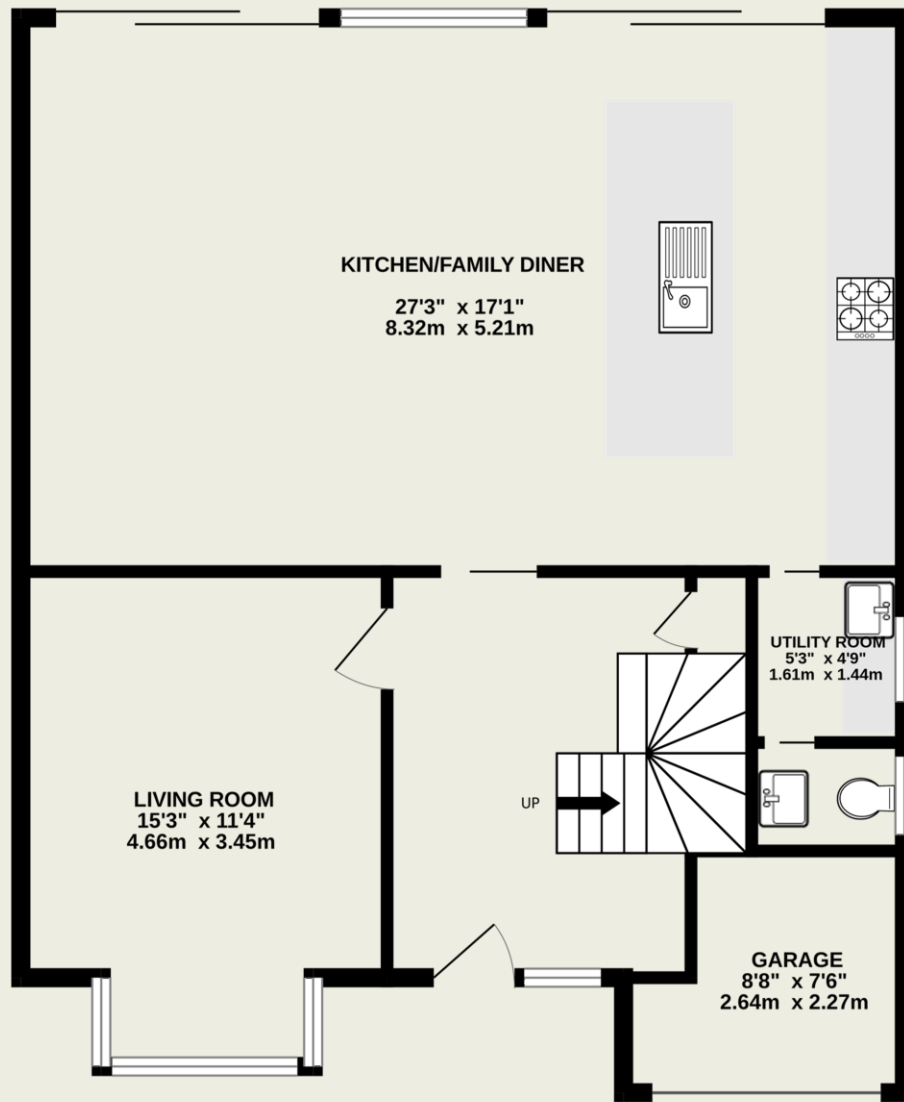 KITCHEN/FAMILY DINER
27'3" x 17'1"
8.32m x 5.21m
UTILITY ROOM
5'3" x 4'9"
1.61m x 1.44m
UP
LIVING ROOM
15'3" x 11'4"
4.66m x 3.45m
GARAGE
8'8" x 7'6"
2.64m x 2.27m